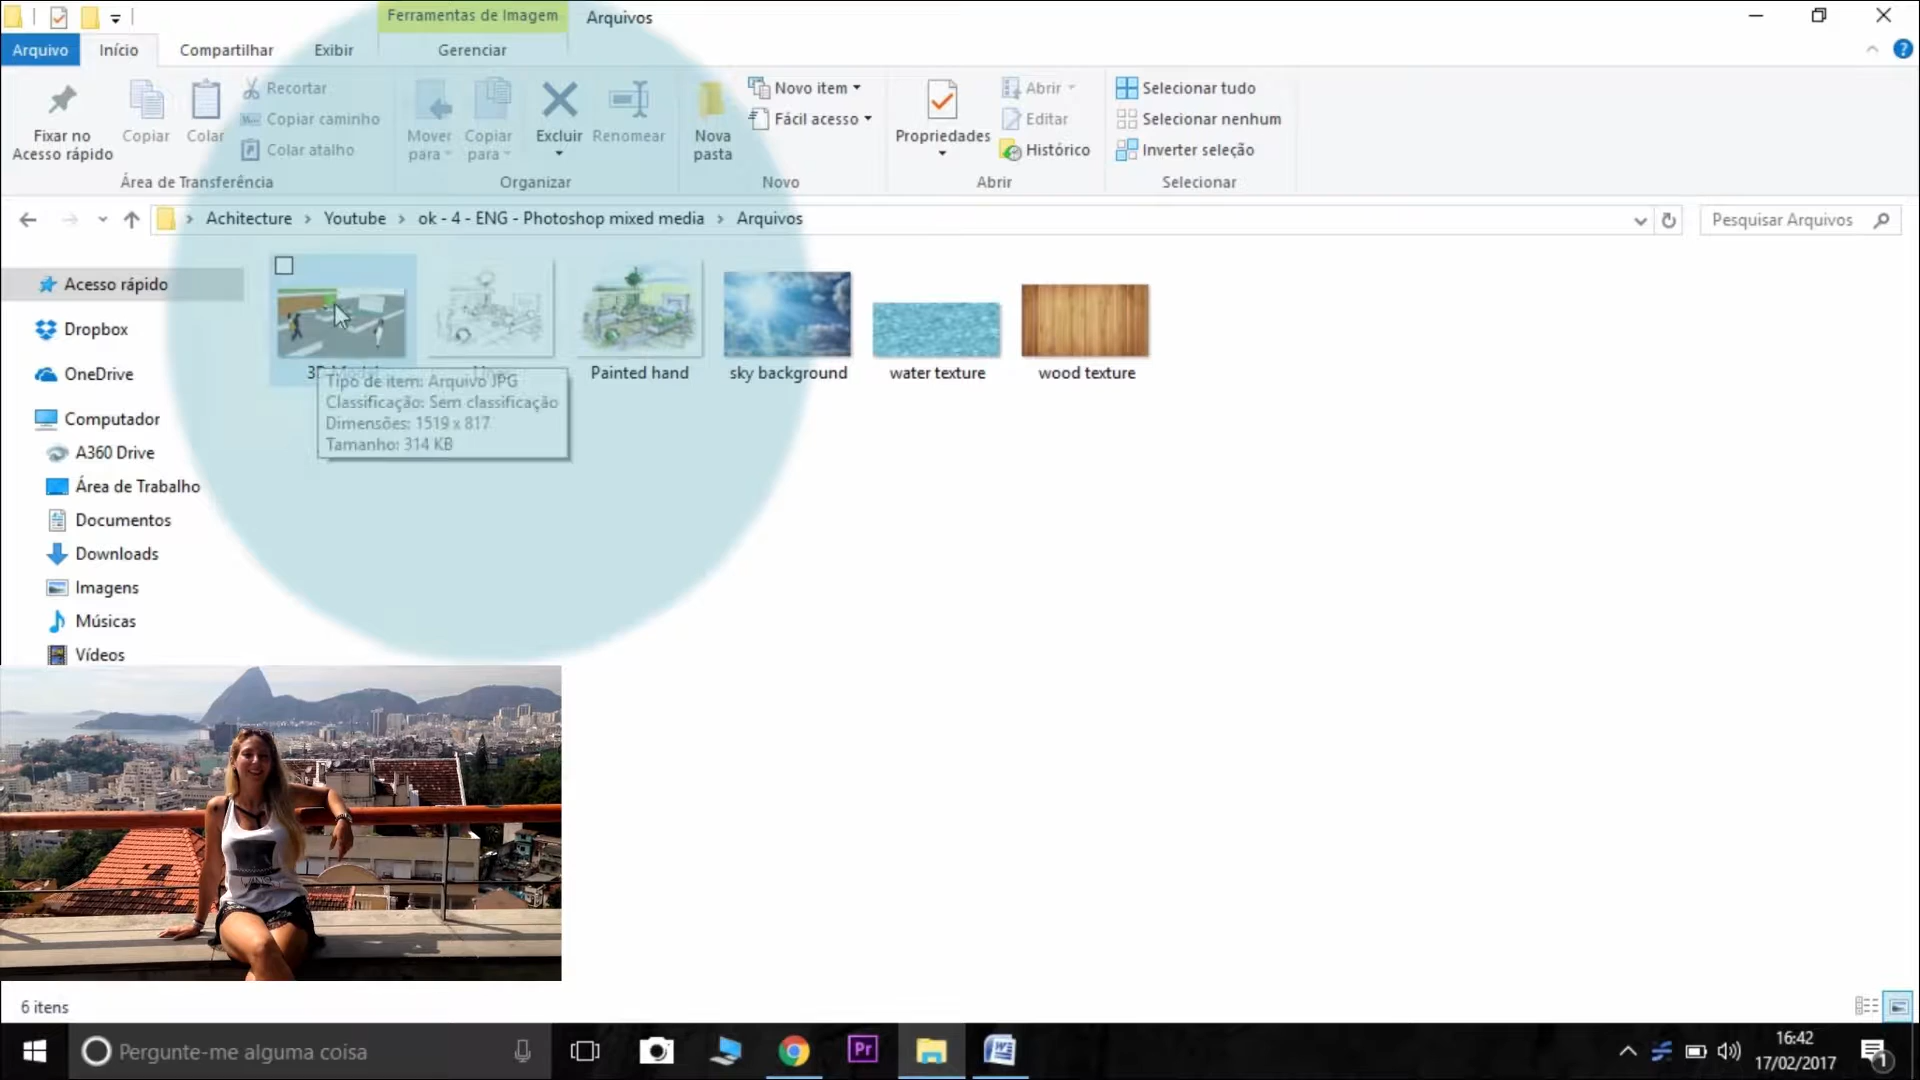 Ferramentas de Imagem
Arquivos
Arquivo
Início
Compartilhar
Exibir
Gerenciar
Fixar no
Acesso rápido
Copiar
Colar
Recortar
Copiar caminho
Colar atalho
Área de Transferência
Mover
para
Copiar
para
Excluir
Renomear
Organizar
Nova
pasta
Novo item
Fácil acesso
Novo
Propriedades
Abrir
Editar
Histórico
Abrir
Selecionar tudo
Selecionar nenhum
Inverter seleção
Selecionar
Achitecture > Youtube > ok - 4 - ENG - Photoshop mixed media > Arquivos
Pesquisar Arquivos
Acesso rápido
Dropbox
OneDrive
Computador
A360 Drive
Área de Trabalho
Documentos
Downloads
Imagens
Músicas
Vídeos
Painted hand
sky background
water texture
wood texture
Tipo de item: Arquivo JPG
Classificação: Sem classificação
Dimensões: 1519 x 817
Tamanho: 314 KB
6 itens
Pergunte-me alguma coisa
Pr
16:42
17/02/2017
1